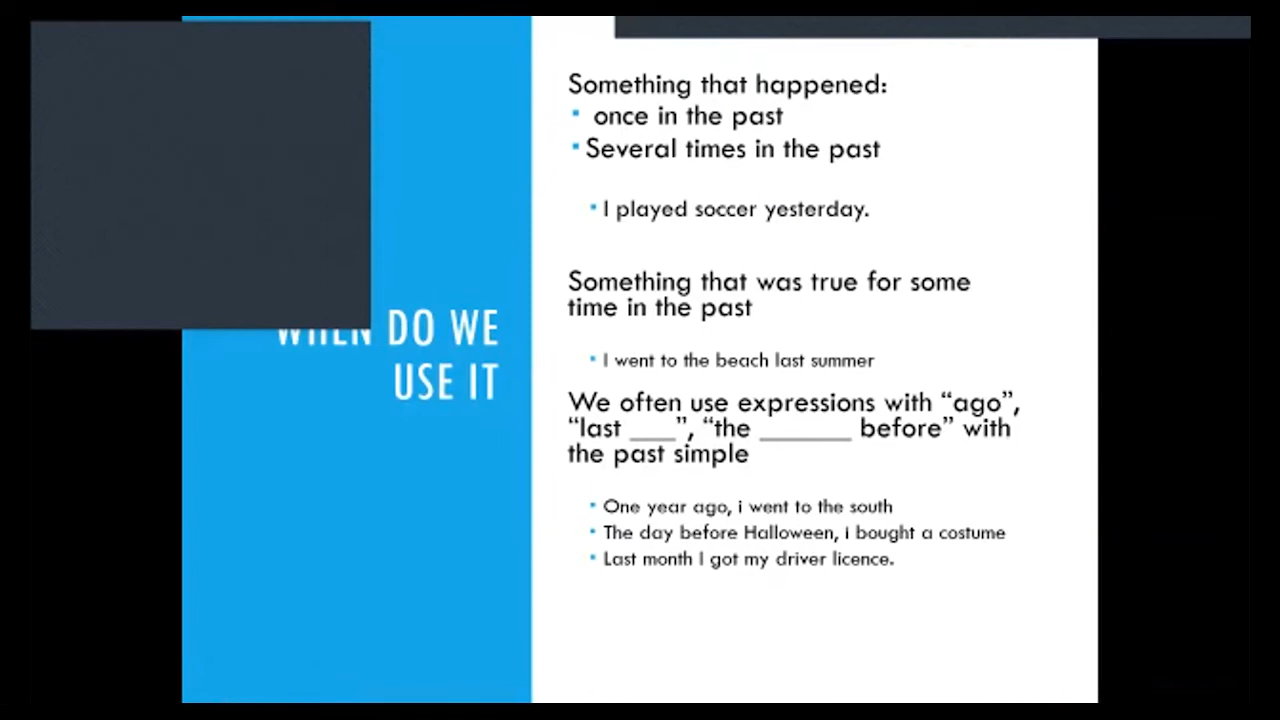 WHEN DO WE
USE IT
Something that happened:
▪ once in the past
▪ Several times in the past
▪ I played soccer yesterday.
Something that was true for some
time in the past
▪ I went to the beach last summer
We often use expressions with “ago”,
“last ___”, “the ______ before” with
the past simple
▪ One year ago, i went to the south
▪ The day before Halloween, i bought a costume
▪ Last month I got my driver licence.